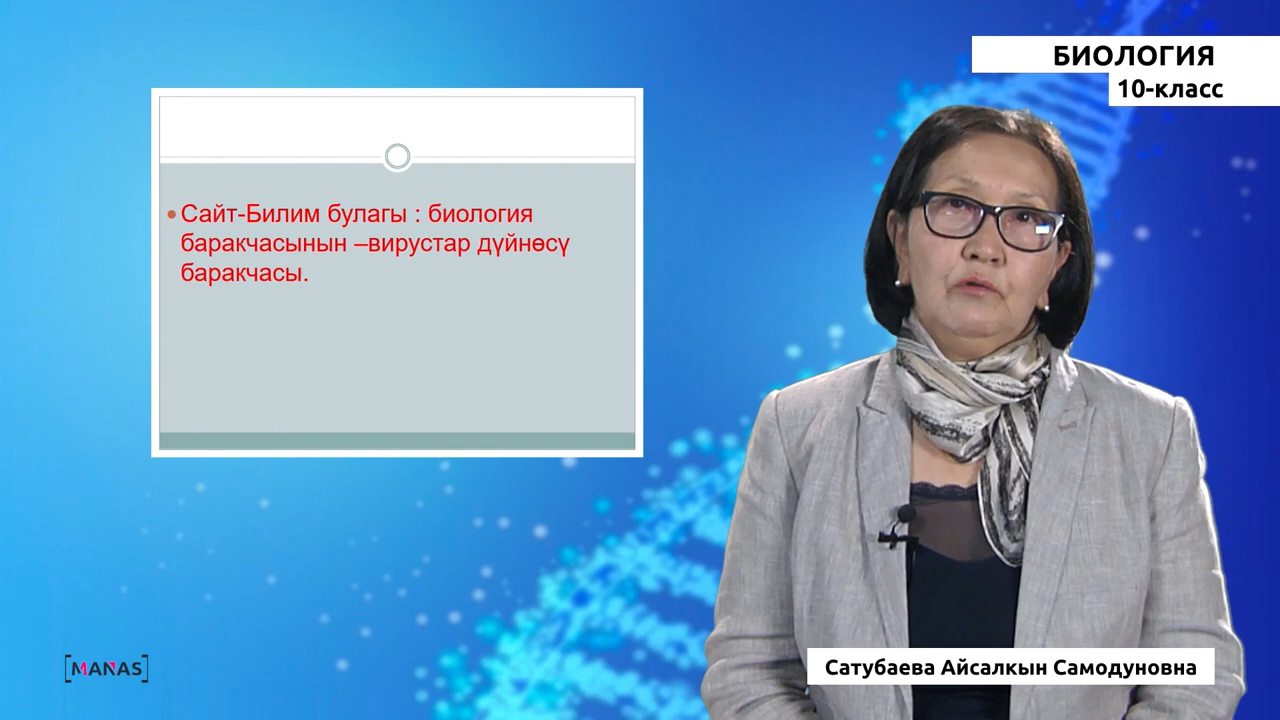 БИОЛОГИЯ
10-класс
Сайт-Билим булагы : биология
баракчасынын –вирустар дүйнөсү
баракчасы.
[MANAS]
Сатубаева Айсалкын Самодуновна